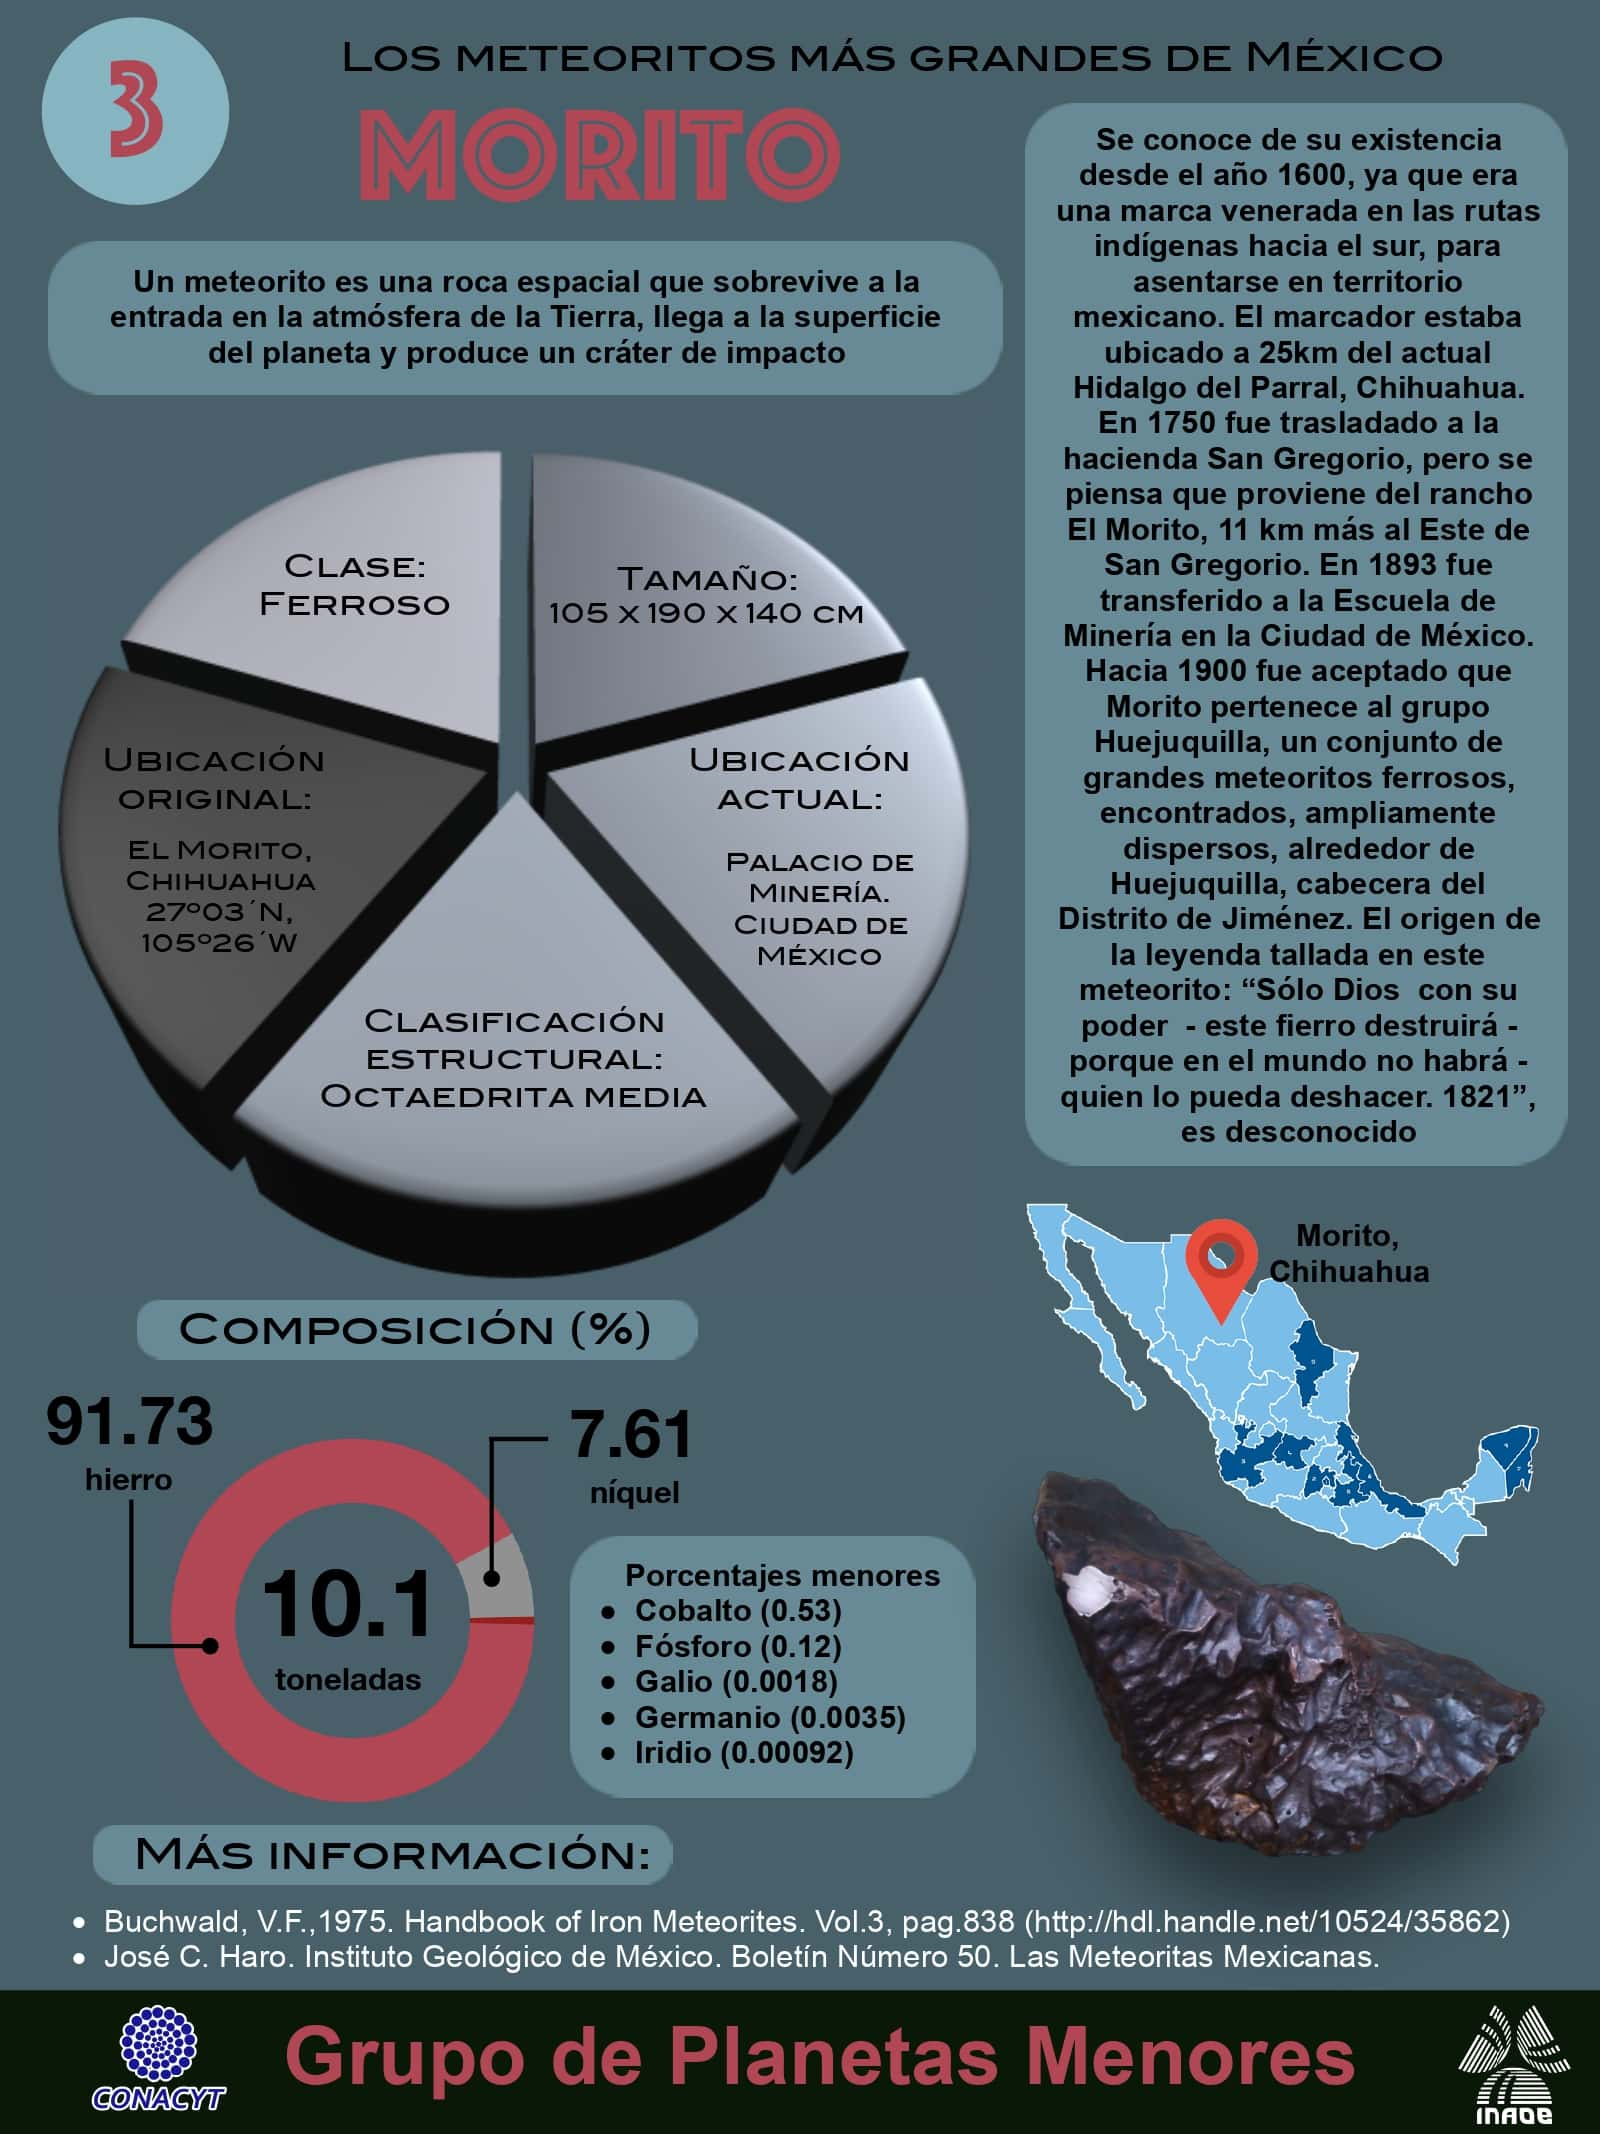 3
Los meteoritos más grandes de México
MORITO
Un meteorito es una roca espacial que sobrevive a la
entrada en la atmósfera de la Tierra, llega a la superficie
del planeta y produce un cráter de impacto
Se conoce de su existencia
desde el año 1600, ya que era
una marca venerada en las rutas
indígenas hacia el sur, para
asentarse en territorio
mexicano. El marcador estaba
ubicado a 25km del actual
Hidalgo del Parral, Chihuahua.
En 1750 fue trasladado a la
hacienda San Gregorio, pero se
piensa que proviene del rancho
El Morito, 11 km más al Este de
San Gregorio. En 1893 fue
transferido a la Escuela de
Minería en la Ciudad de México.
Hacia 1900 fue aceptado que
Morito pertenece al grupo
Huejuquilla, un conjunto de
grandes meteoritos ferrosos,
encontrados, ampliamente
dispersos, alrededor de
Huejuquilla, cabecera del
Distrito de Jiménez. El origen de
la leyenda tallada en este
meteorito: “Sólo Dios  con su
poder  - este fierro destruirá -
porque en el mundo no habrá -
quien lo pueda deshacer. 1821”,
es desconocido
Clase:
Ferroso
Tamaño:
105 x 190 x 140 cm
Ubicación
original:
El Morito,
Chihuahua
27º03´N,
105º26´W
Ubicación
actual:
Palacio de
Minería.
Ciudad de
México
Clasificación
estructural:
Octaedrita media
Morito,
Chihuahua
Composición (%)
91.73
hierro
7.61
níquel
10.1
toneladas
Porcentajes menores
• Cobalto (0.53)
• Fósforo (0.12)
• Galio (0.0018)
• Germanio (0.0035)
• Iridio (0.00092)
Más información:
• Buchwald, V.F.,1975. Handbook of Iron Meteorites. Vol.3, pag.838 (http://hdl.handle.net/10524/35862)
• José C. Haro. Instituto Geológico de México. Boletín Número 50. Las Meteoritas Mexicanas.
CONACYT
Grupo de Planetas Menores
INAOE